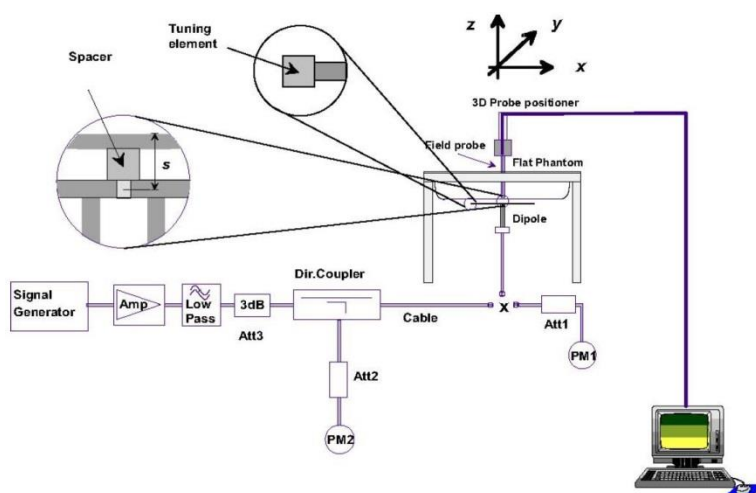 Tuning
element
Spacer
s
z
y
x
3D Probe positioner
Field probe
Flat Phantom
Dipole
Dir.Coupler
Signal
Generator
Amp
Low
Pass
3dB
Att3
Cable
x
Att1
PM1
Att2
PM2